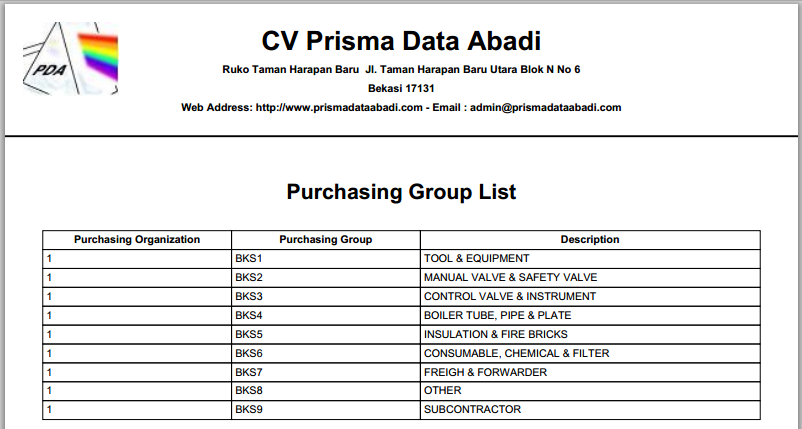 PDA
CV Prisma Data Abadi
Ruko Taman Harapan Baru Jl. Taman Harapan Baru Utara Blok N No 6
Bekasi 17131
Web Address: http://www.prismadataabadi.com - Email : admin@prismadataabadi.com
Purchasing Group List
Purchasing Organization Purchasing Group Description
1 BKS1 TOOL & EQUIPMENT
1 BKS2 MANUAL VALVE & SAFETY VALVE
1 BKS3 CONTROL VALVE & INSTRUMENT
1 BKS4 BOILER TUBE, PIPE & PLATE
1 BKS5 INSULATION & FIRE BRICKS
1 BKS6 CONSUMABLE, CHEMICAL & FILTER
1 BKS7 FREIGH & FORWARDER
1 BKS8 OTHER
1 BKS9 SUBCONTRACTOR